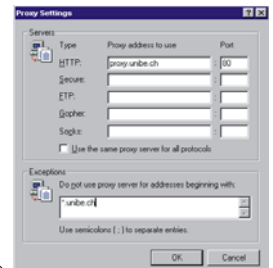 Proxy Settings
Servers
Type Proxy address to use Port
HTTP: proxy.unibe.ch : 80
Secure: :
FTP: :
Gopher: :
Socks: :
Use the same proxy server for all protocols
Exceptions
Do not use proxy server for addresses beginning with:
*.unibe.ch
Use semicolons ( ; ) to separate entries.
OK Cancel